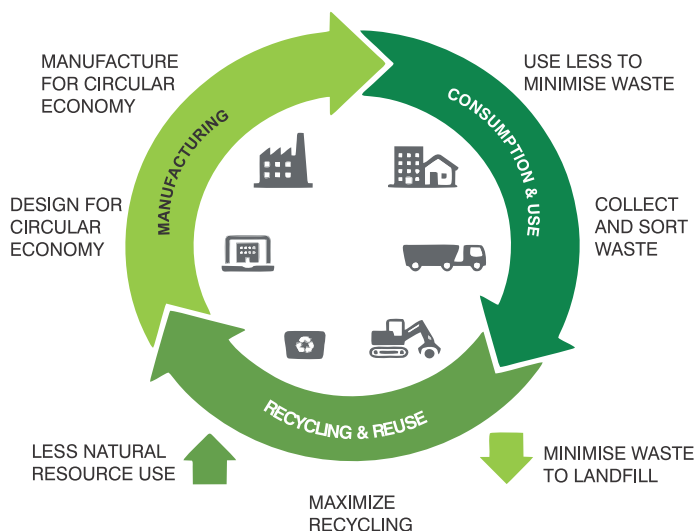 MANUFACTURE
FOR CIRCULAR
ECONOMY
USE LESS TO
MINIMISE WASTE
MANUFACTURING
CONSUMPTION & USE
DESIGN FOR
CIRCULAR
ECONOMY
COLLECT
AND SORT
WASTE
RECYCLING & REUSE
LESS NATURAL
RESOURCE USE
MINIMISE WASTE
TO LANDFILL
MAXIMIZE
RECYCLING